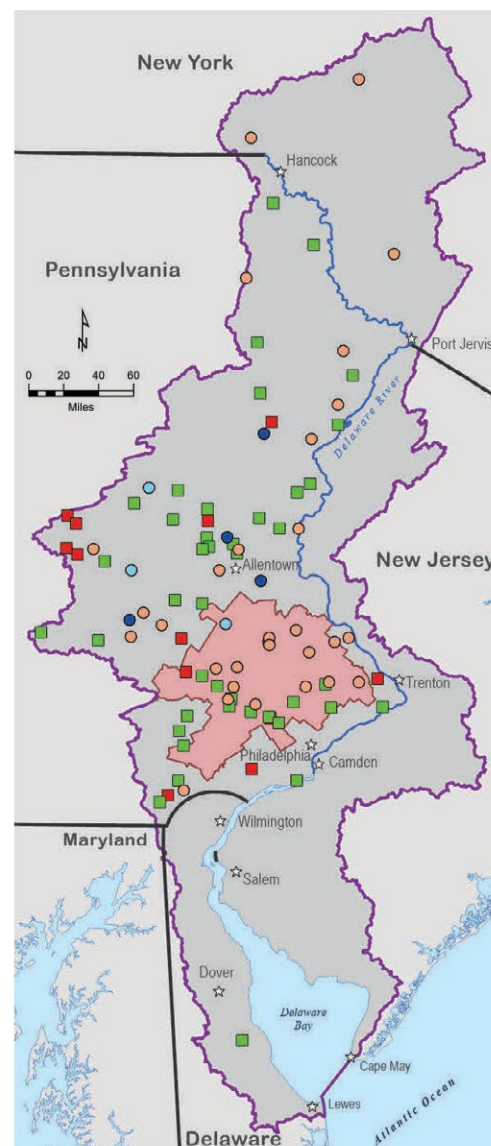 New York
Hancock
Pennsylvania
N
Port Jervis
0 20 40 60
Miles
Delaware River
New Jersey
Allentown
Trenton
Philadelphia
Camden
Maryland
Wilmington
Salem
Dover
Delaware
Bay
Cape May
Lewes
Atlantic Ocean
Delaware